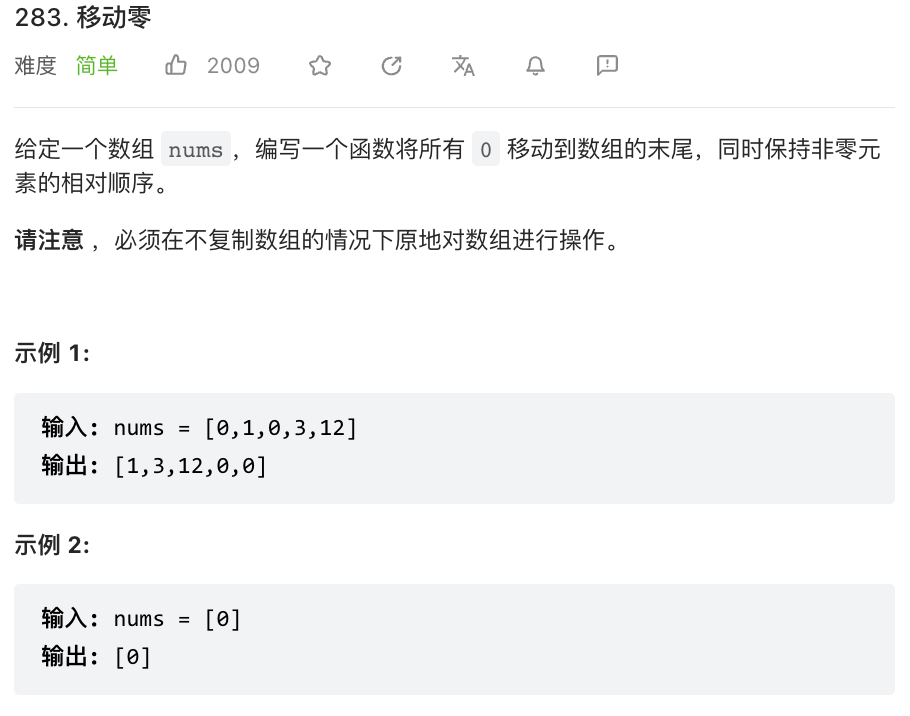 283. 移动零
难度 简单 2009
给定一个数组 nums ，编写一个函数将所有 0 移动到数组的末尾，同时保持非零元
素的相对顺序。
请注意 ，必须在不复制数组的情况下原地对数组进行操作。
示例 1:
输入: nums = [0,1,0,3,12]
输出: [1,3,12,0,0]
示例 2:
输入: nums = [0]
输出: [0]